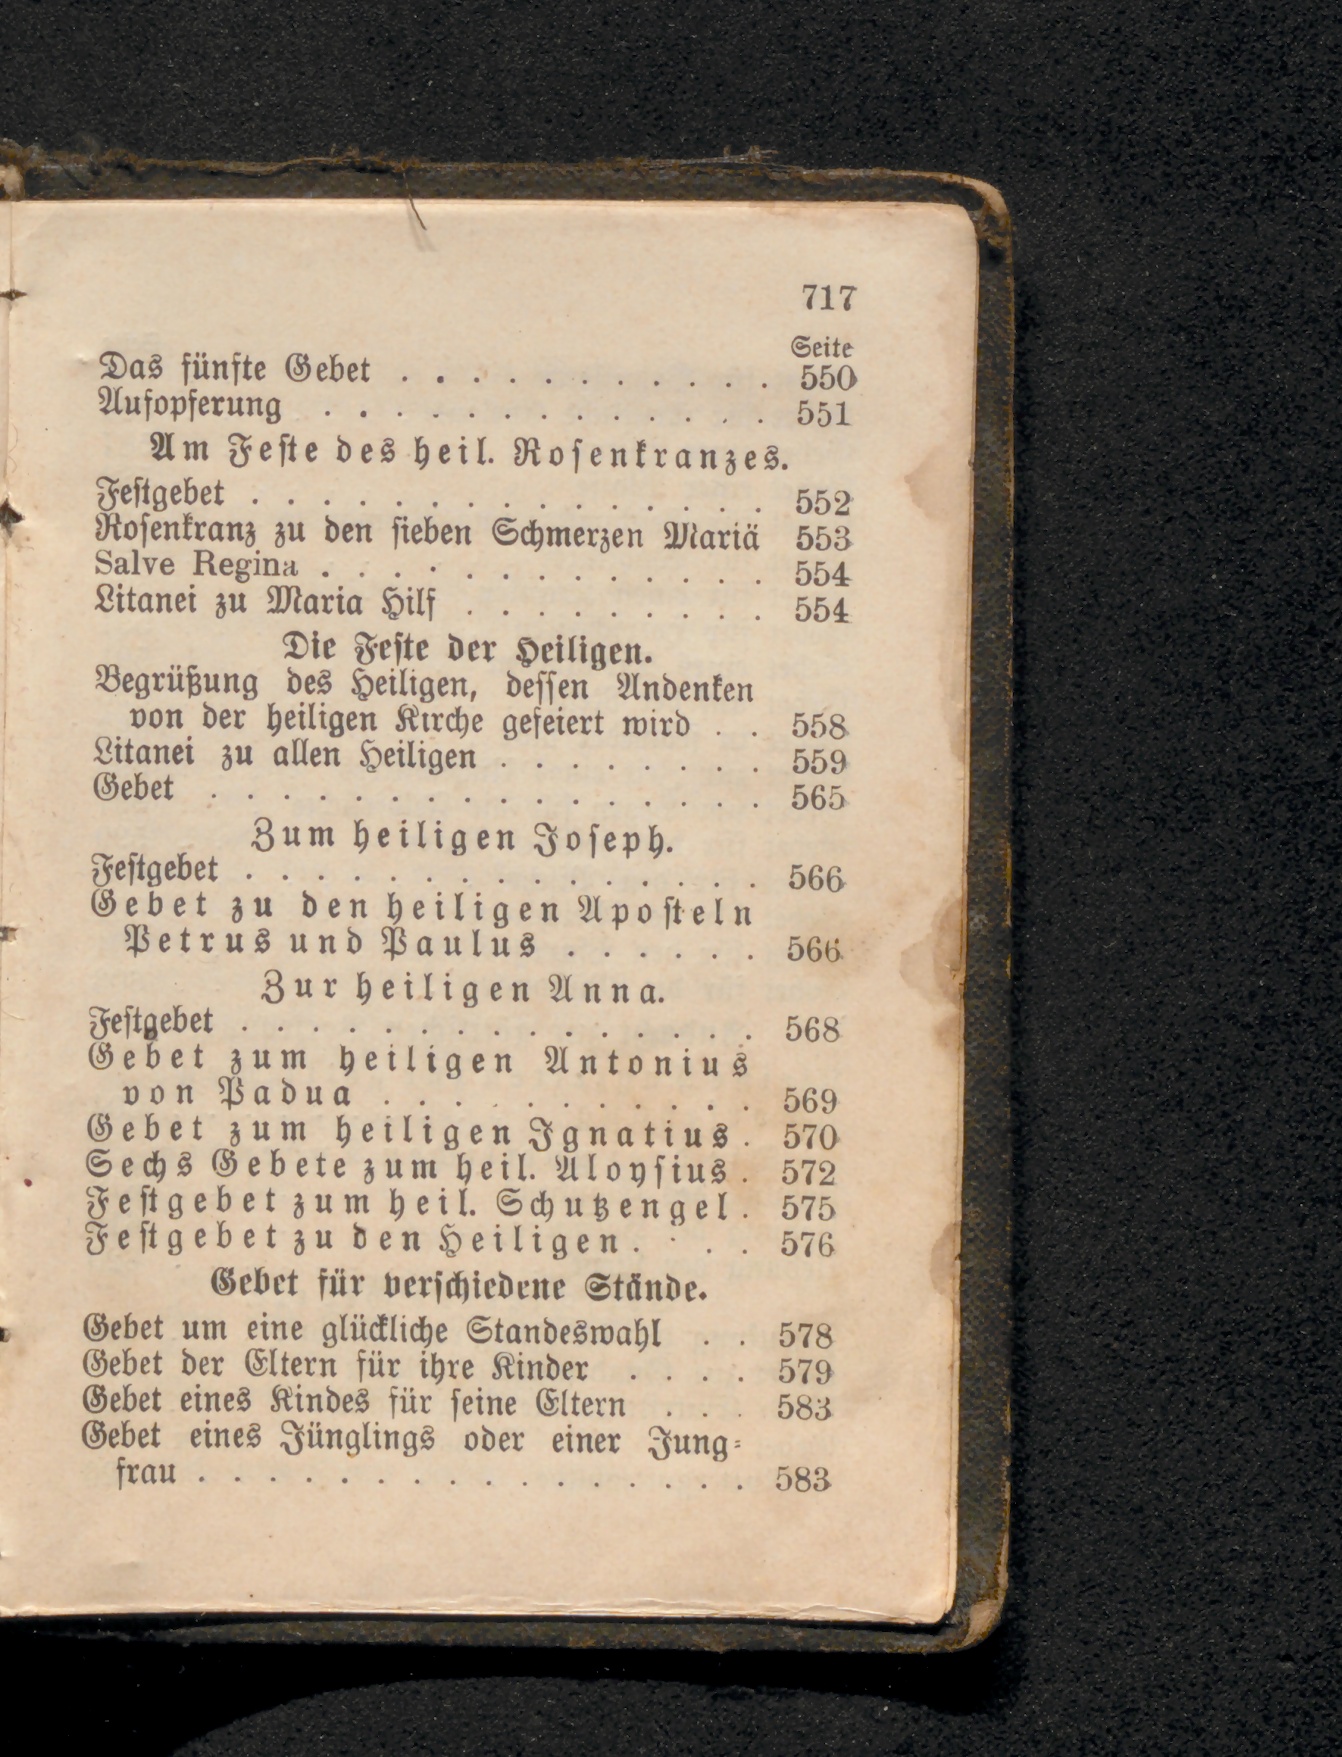 717
Seite
Das fünfte Gebet . . . . . . . . . . . 550
Aufopferung . . . . . . . . . . . . . 551
Am Feste des heil. Rosenkranzes.
Festgebet . . . . . . . . . . . . . . . 552
Rosenkranz zu den sieben Schmerzen Mariä 553
Salve Regina . . . . . . . . . . . . . 554
Litanei zu Maria Hilf . . . . . . . . . 554
Die Feste der Heiligen.
Begrüßung des Heiligen, dessen Andenken
von der heiligen Kirche gefeiert wird . . 558
Litanei zu allen Heiligen . . . . . . . . 559
Gebet . . . . . . . . . . . . . . . . 565
Zum heiligen Joseph.
Festgebet . . . . . . . . . . . . . . . 566
Gebet zu den heiligen Aposteln
Petrus und Paulus . . . . . . 566
Zur heiligen Anna.
Festgebet . . . . . . . . . . . . . . . 568
Gebet zum heiligen Antonius
von Padua . . . . . . . . . . . 569
Gebet zum heiligen Ignatius . 570
Sechs Gebete zum heil. Aloysius . 572
Festgebet zum heil. Schutzengel . 575
Festgebet zu den Heiligen . . . . 576
Gebet für verschiedene Stände.
Gebet um eine glückliche Standeswahl . . 578
Gebet der Eltern für ihre Kinder . . . . 579
Gebet eines Kindes für seine Eltern . . . 583
Gebet eines Jünglings oder einer Jung-
frau . . . . . . . . . . . . . . . . 583